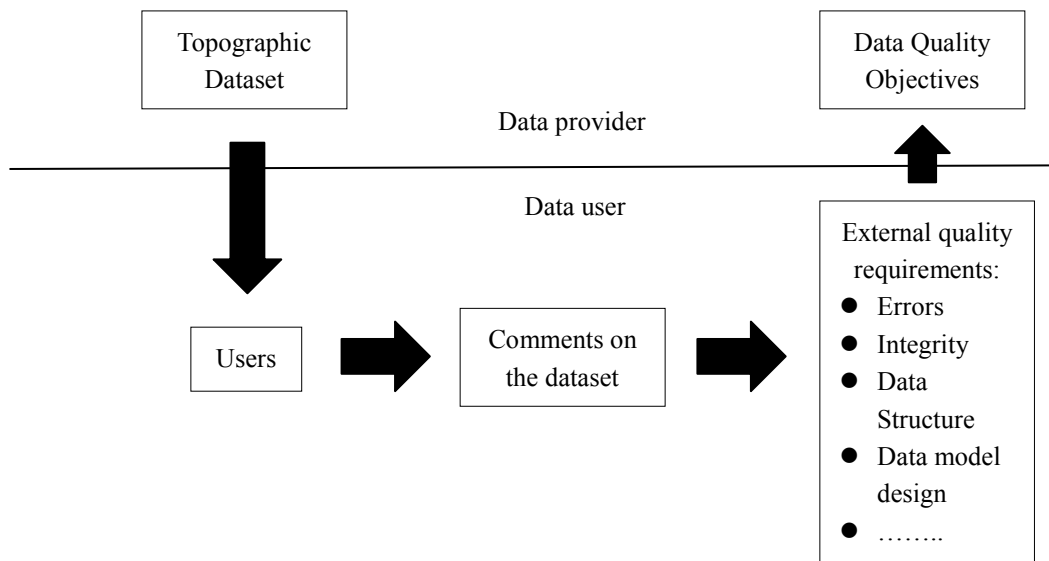 Topographic
Dataset
Data Quality
Objectives
Data provider
Data user
Users
Comments on
the dataset
External quality
requirements:
● Errors
● Integrity
● Data
Structure
● Data model
design
● ……..